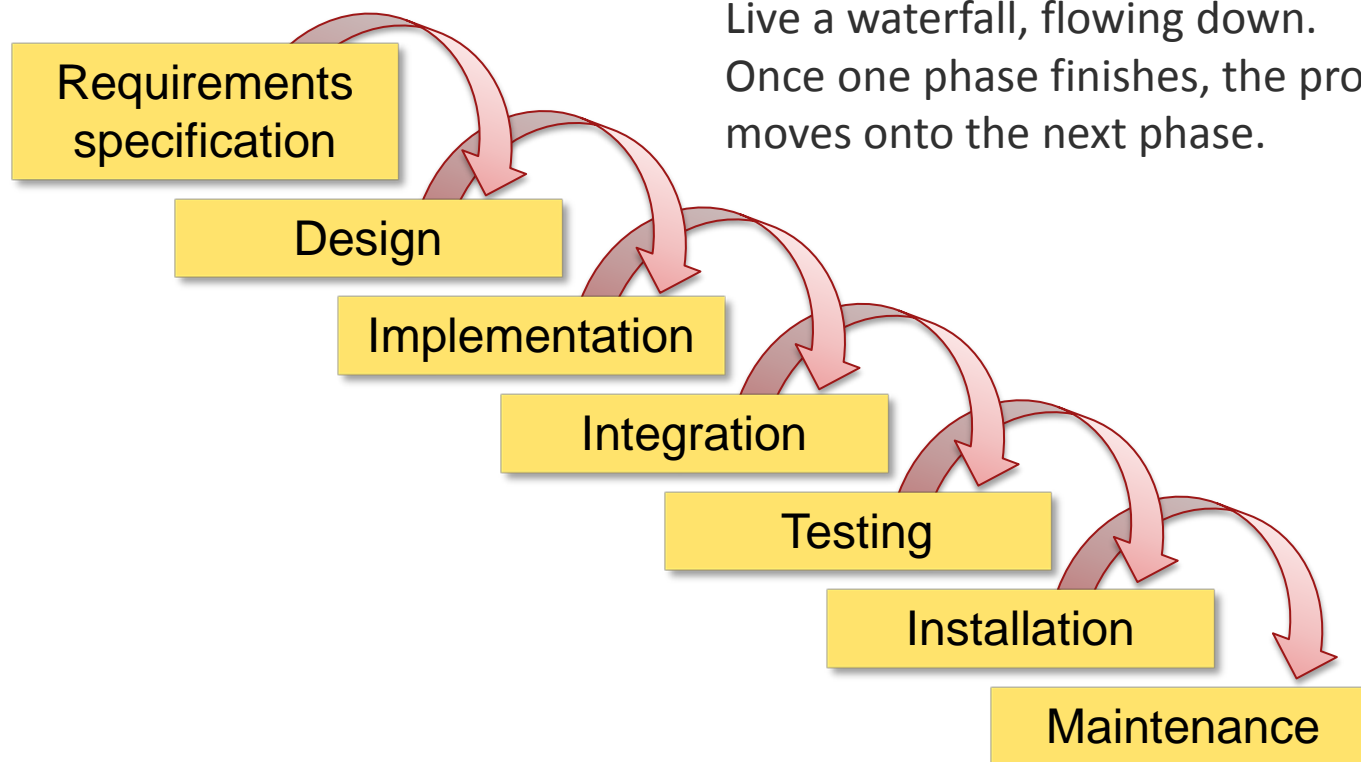 Live a waterfall, flowing down.
Once one phase finishes, the pro
moves onto the next phase.
Requirements
specification
Design
Implementation
Integration
Testing
Installation
Maintenance